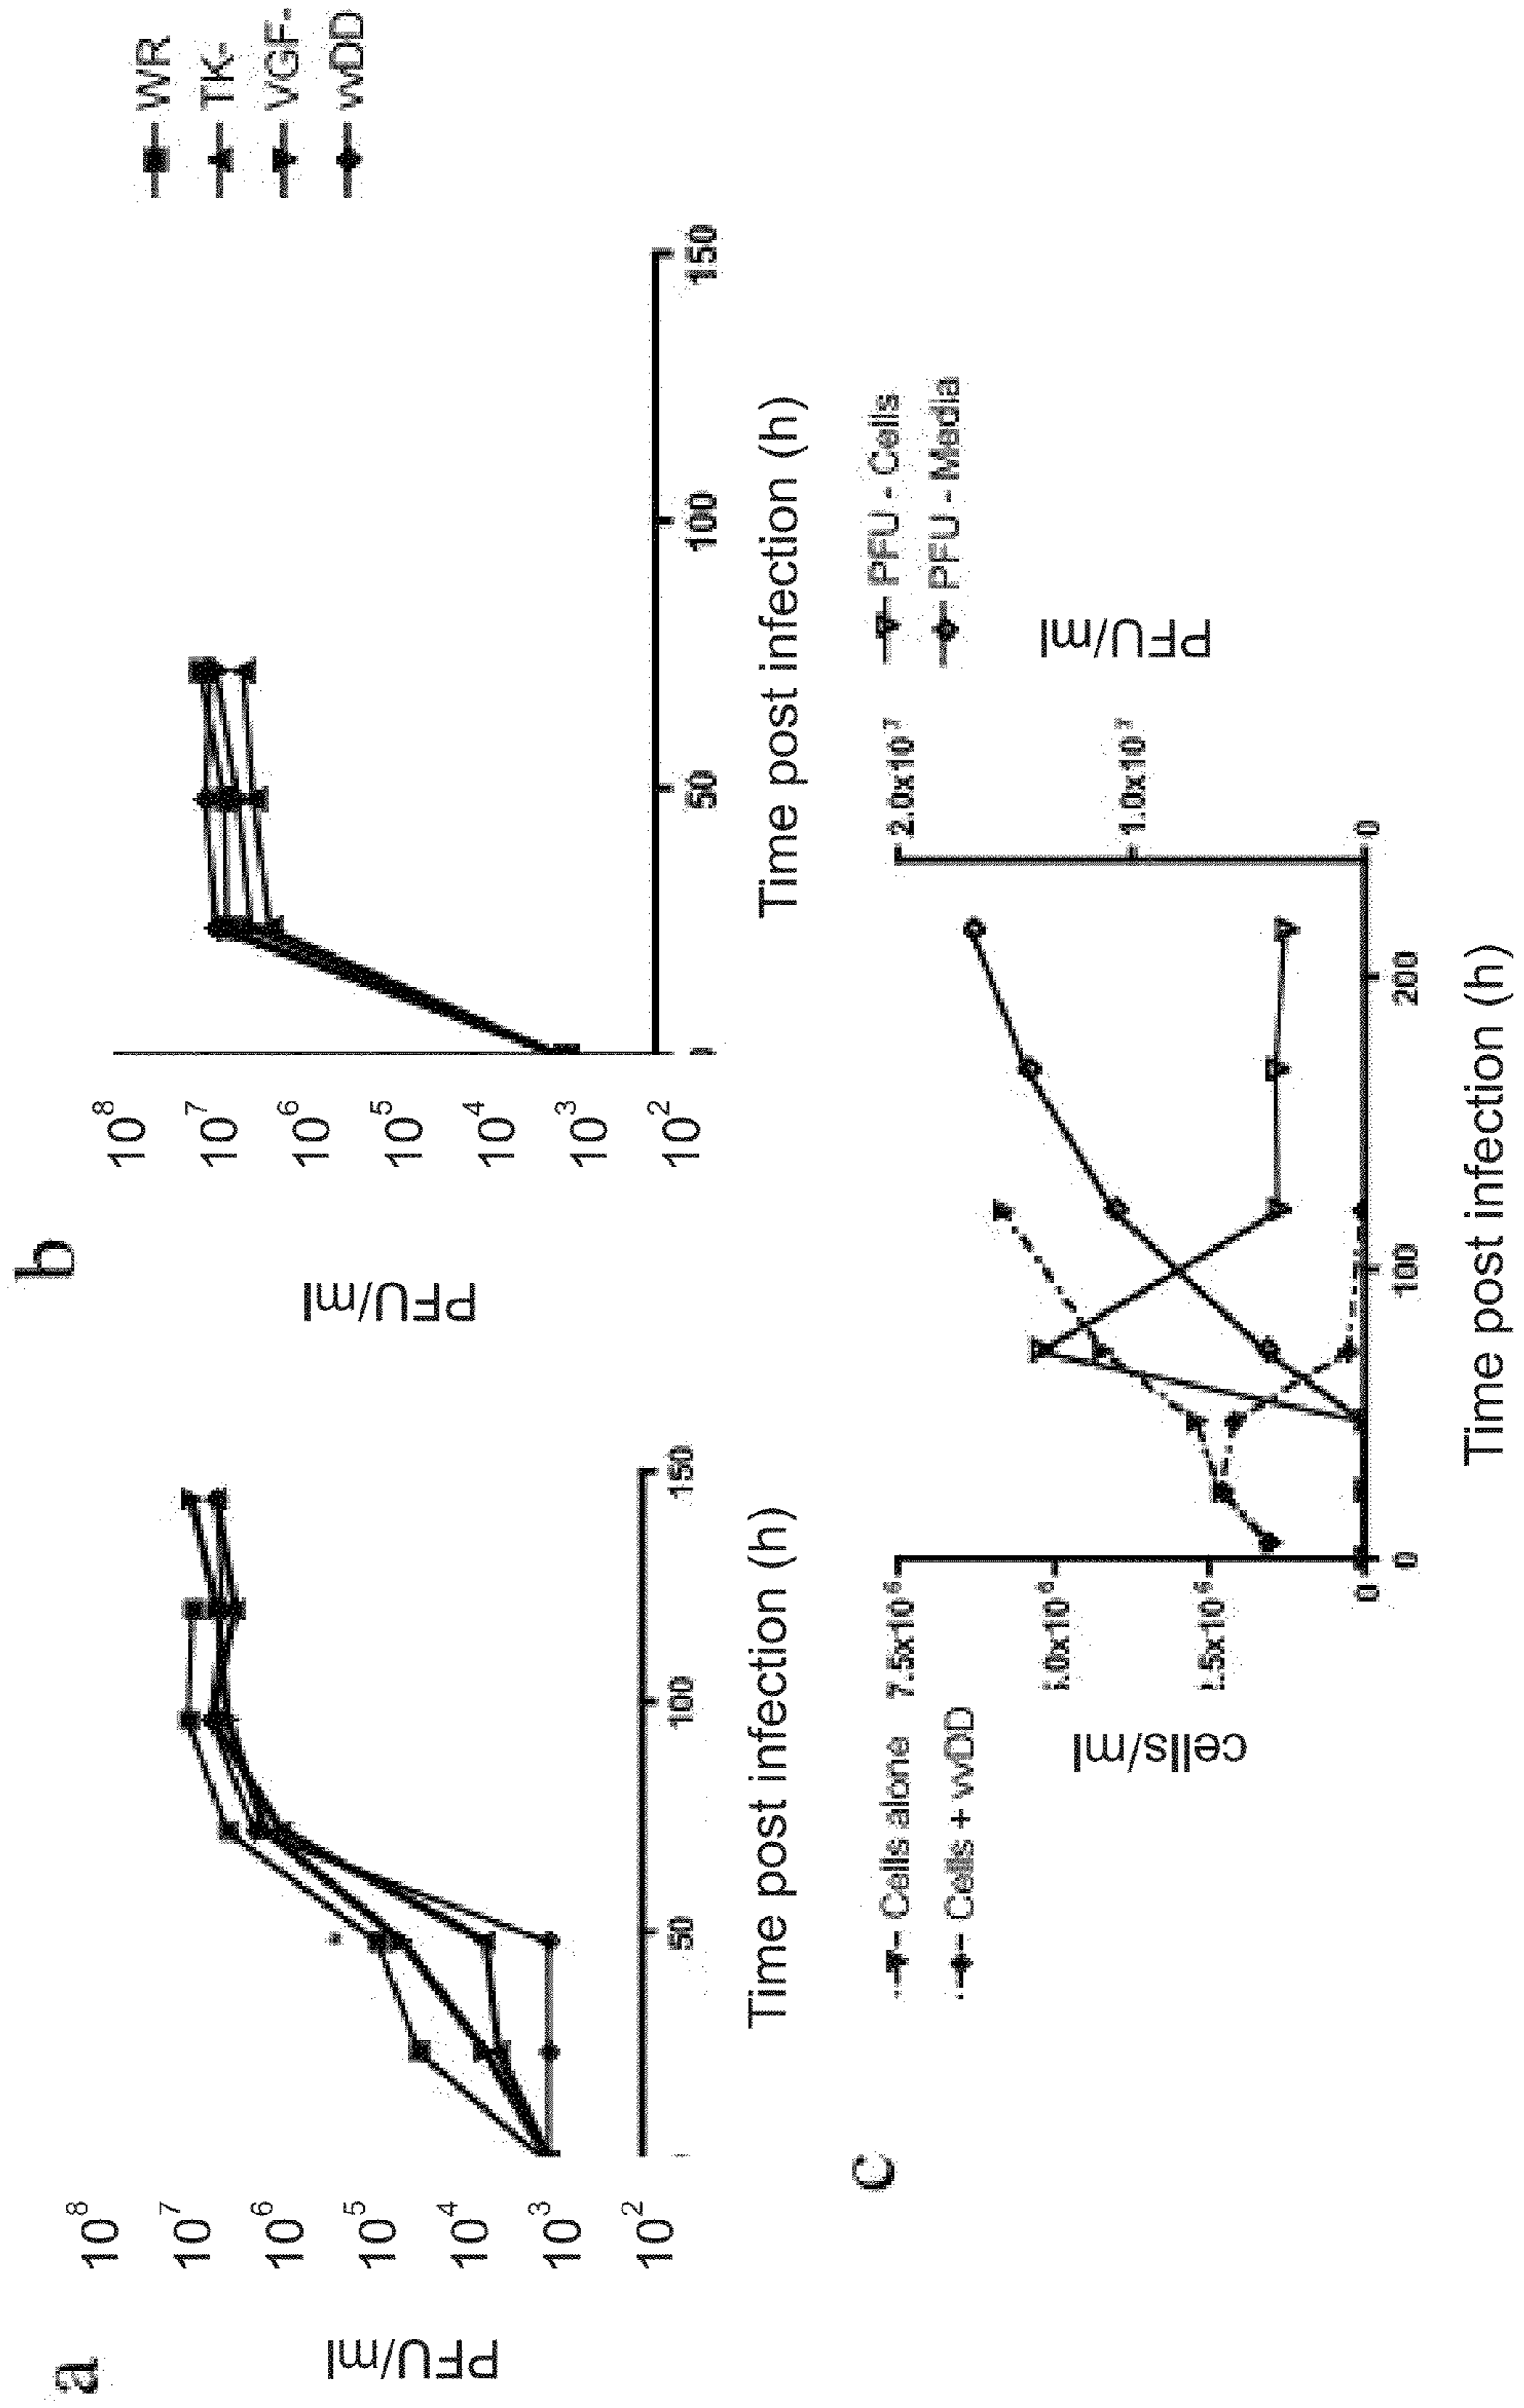 a
PFU/ml
10^8
10^7
10^6
10^5
10^4
10^3
10^2
50
100
150
Time post infection (h)
b
PFU/ml
10^8
10^7
10^6
10^5
10^4
10^3
10^2
50
100
150
Time post infection (h)
WR
TK-
VGF-
vvDD
c
Cells alone
Cells + vvDD
cells/ml
7.5x10^6
.0x10^6
.5x10^6
0
0
100
200
Time post infection (h)
2.0x10^7
1.0x10^7
0
PFU/ml
PFU - Cells
PFU - Media